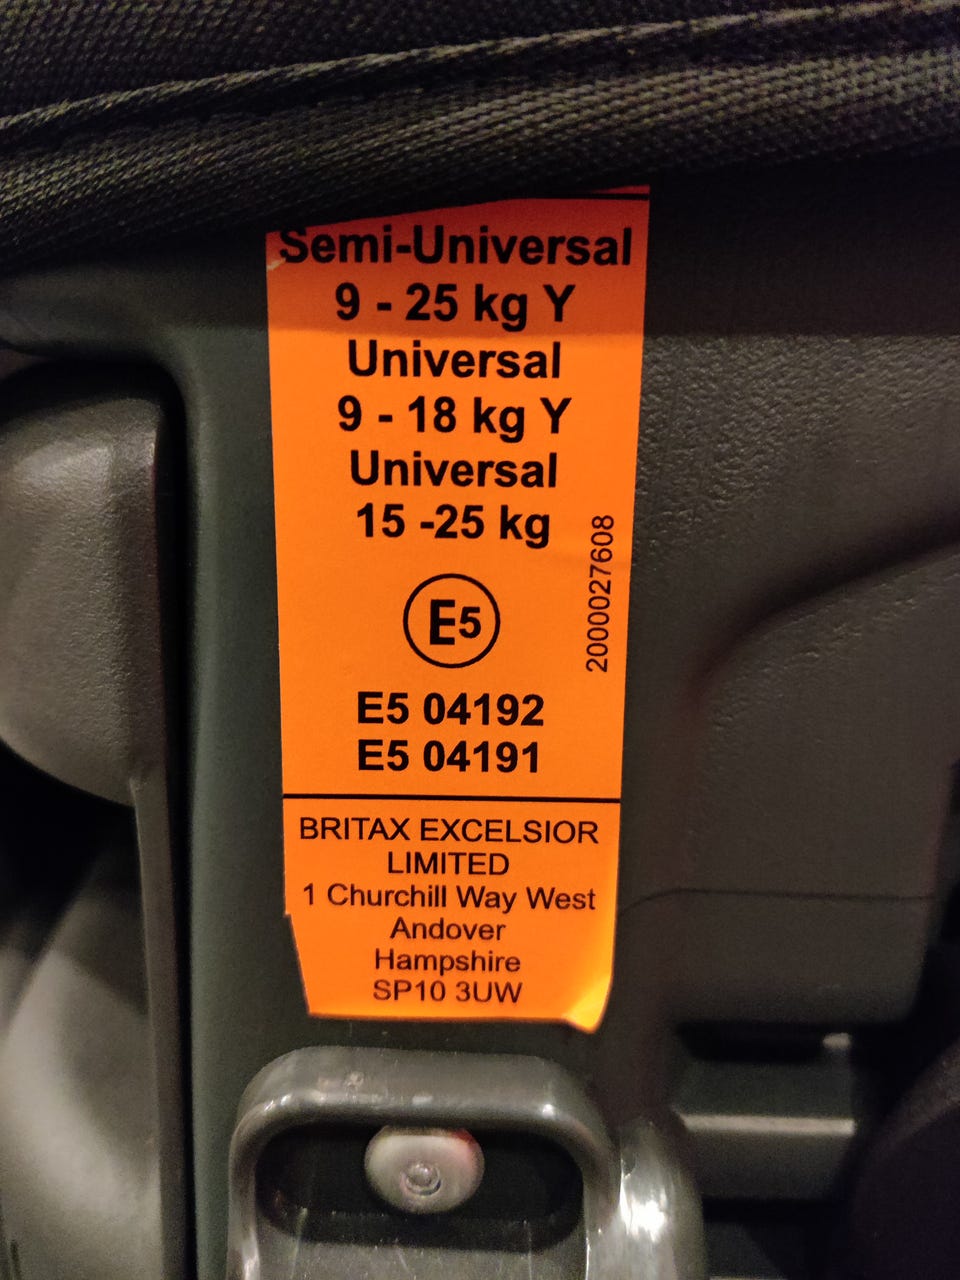 Semi-Universal
9 - 25 kg Y
Universal
9 - 18 kg Y
Universal
15 -25 kg
2000027608
E5
E5 04192
E5 04191
BRITAX EXCELSIOR
LIMITED
1 Churchill Way West
Andover
Hampshire
SP10 3UW